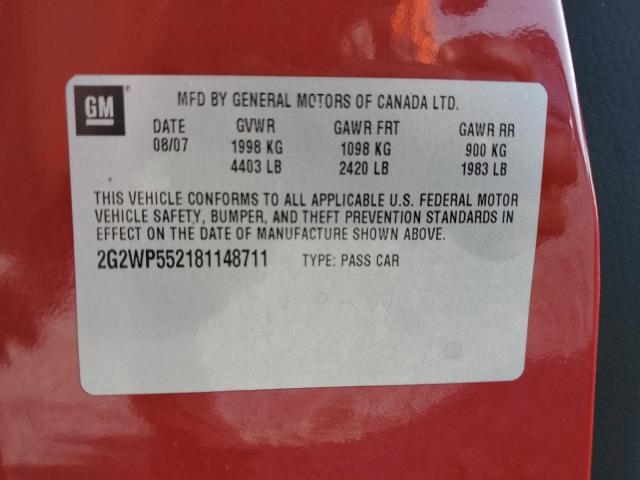 GM
MFD BY GENERAL MOTORS OF CANADA LTD.
DATE GVWR GAWR FRT GAWR RR
08/07 1998 KG 1098 KG 900 KG
4403 LB 2420 LB 1983 LB
THIS VEHICLE CONFORMS TO ALL APPLICABLE U.S. FEDERAL MOTOR
VEHICLE SAFETY, BUMPER, AND THEFT PREVENTION STANDARDS IN
EFFECT ON THE DATE OF MANUFACTURE SHOWN ABOVE.
2G2WP552181148711 TYPE: PASS CAR